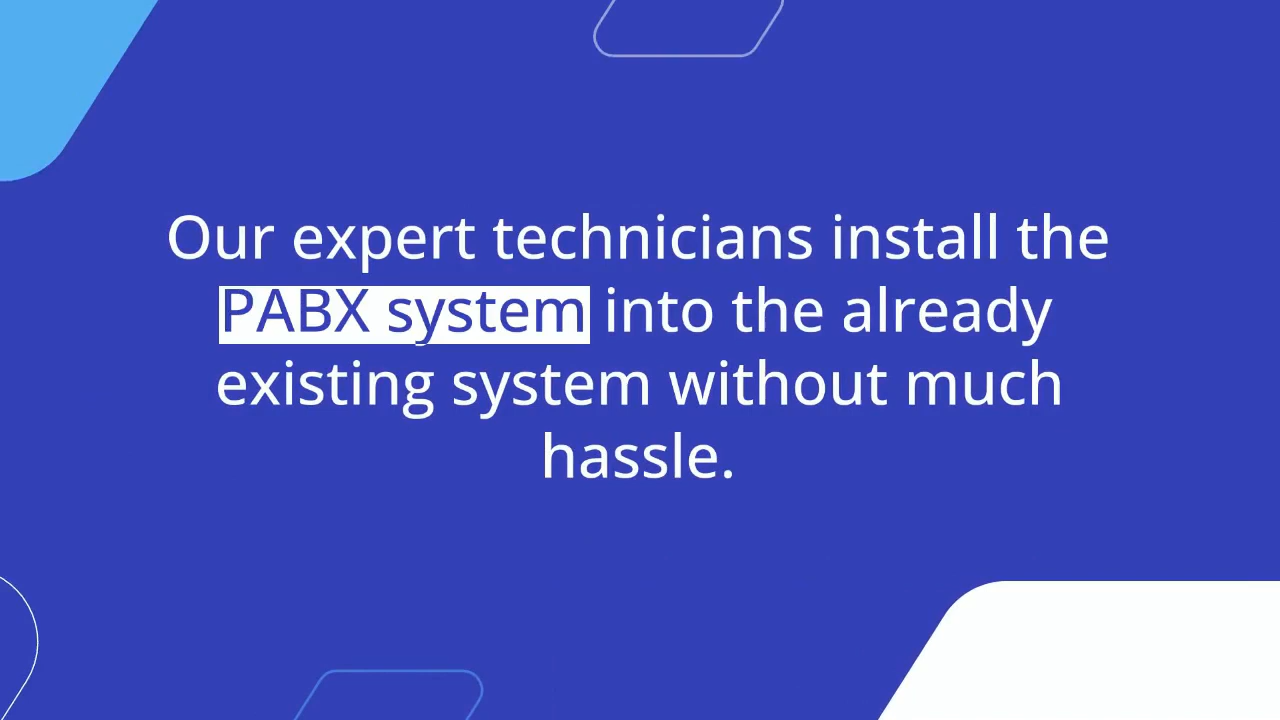 Our expert technicians install the
PABX system into the already
existing system without much
hassle.